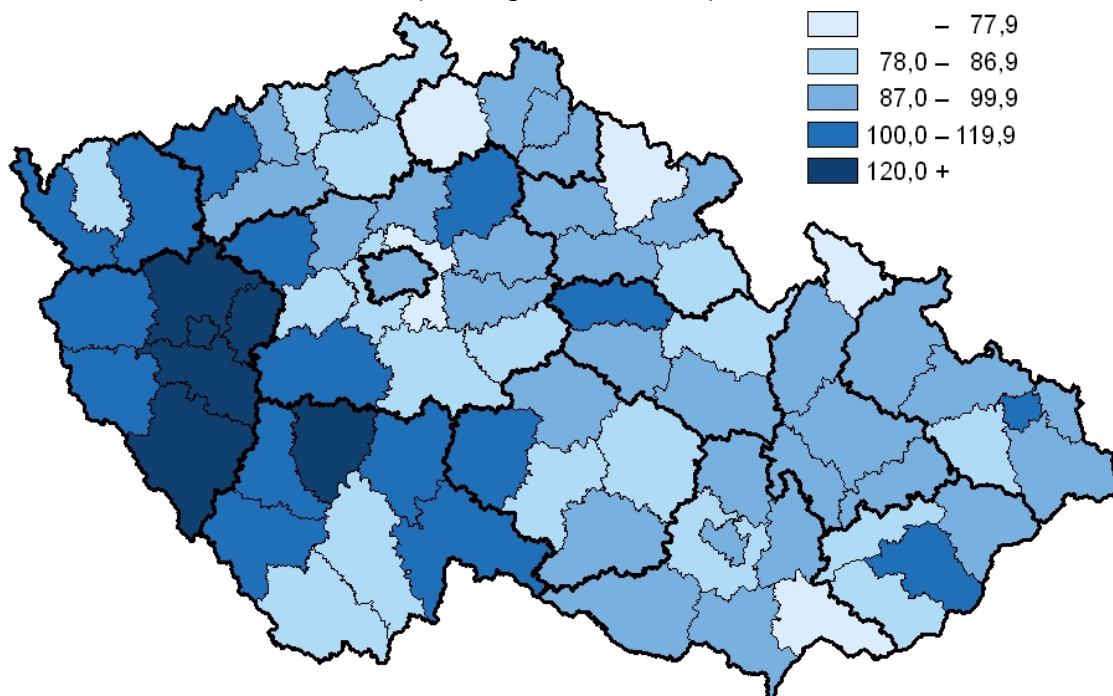 – 77,9
78,0 – 86,9
87,0 – 99,9
100,0 – 119,9
120,0 +